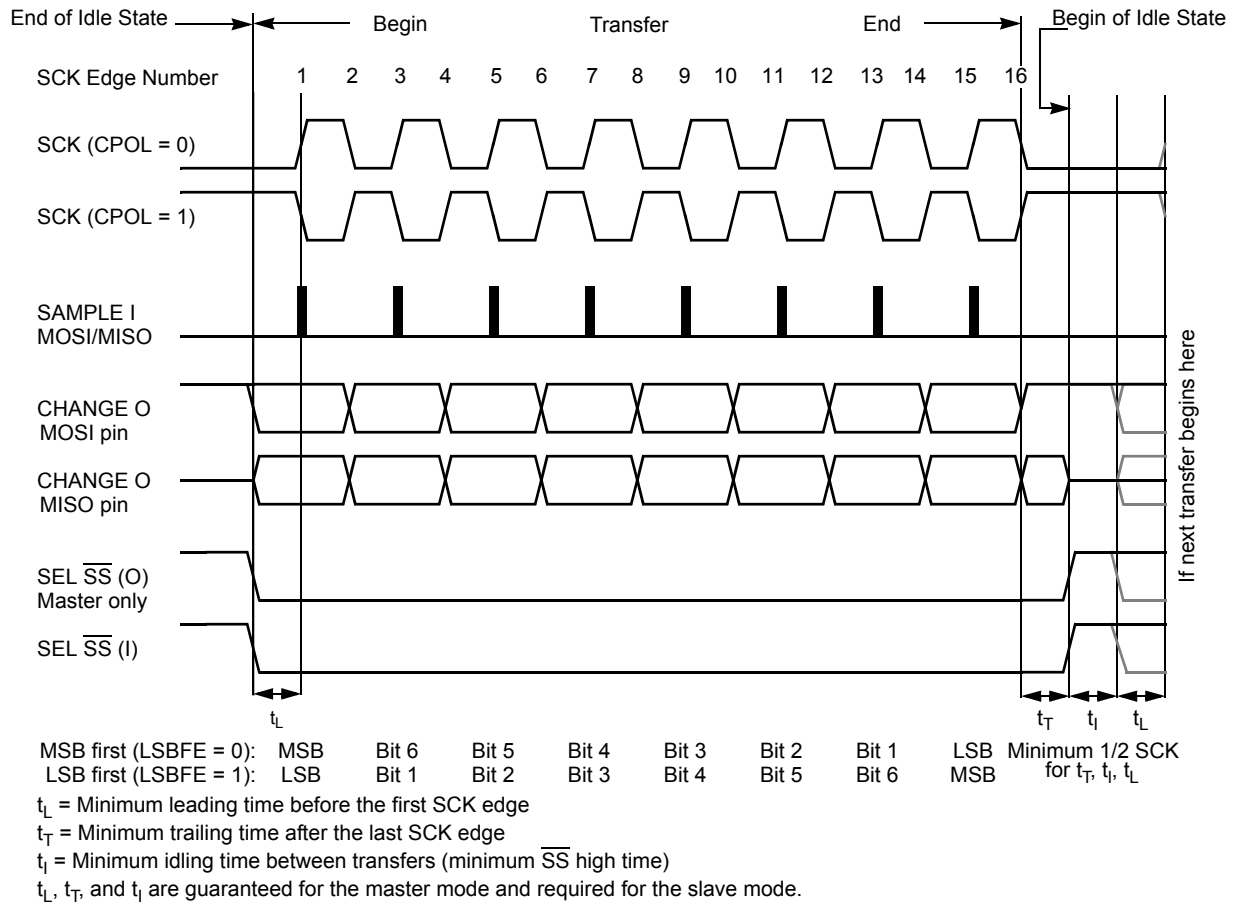 End of Idle State
Begin
Transfer
End
Begin of Idle State
SCK Edge Number
1 2 3 4 5 6 7 8 9 10 11 12 13 14 15 16
SCK (CPOL = 0)
SCK (CPOL = 1)
SAMPLE I
MOSI/MISO
CHANGE O
MOSI pin
CHANGE O
MISO pin
SEL S̅S̅ (O)
Master only
SEL S̅S̅ (I)
If next transfer begins here
tL
tT tI tL
MSB first (LSBFE = 0): MSB Bit 6 Bit 5 Bit 4 Bit 3 Bit 2 Bit 1 LSB
LSB first (LSBFE = 1): LSB Bit 1 Bit 2 Bit 3 Bit 4 Bit 5 Bit 6 MSB
Minimum 1/2 SCK
for tT, tI, tL
tL = Minimum leading time before the first SCK edge
tT = Minimum trailing time after the last SCK edge
tI = Minimum idling time between transfers (minimum S̅S̅ high time)
tL, tT, and tI are guaranteed for the master mode and required for the slave mode.